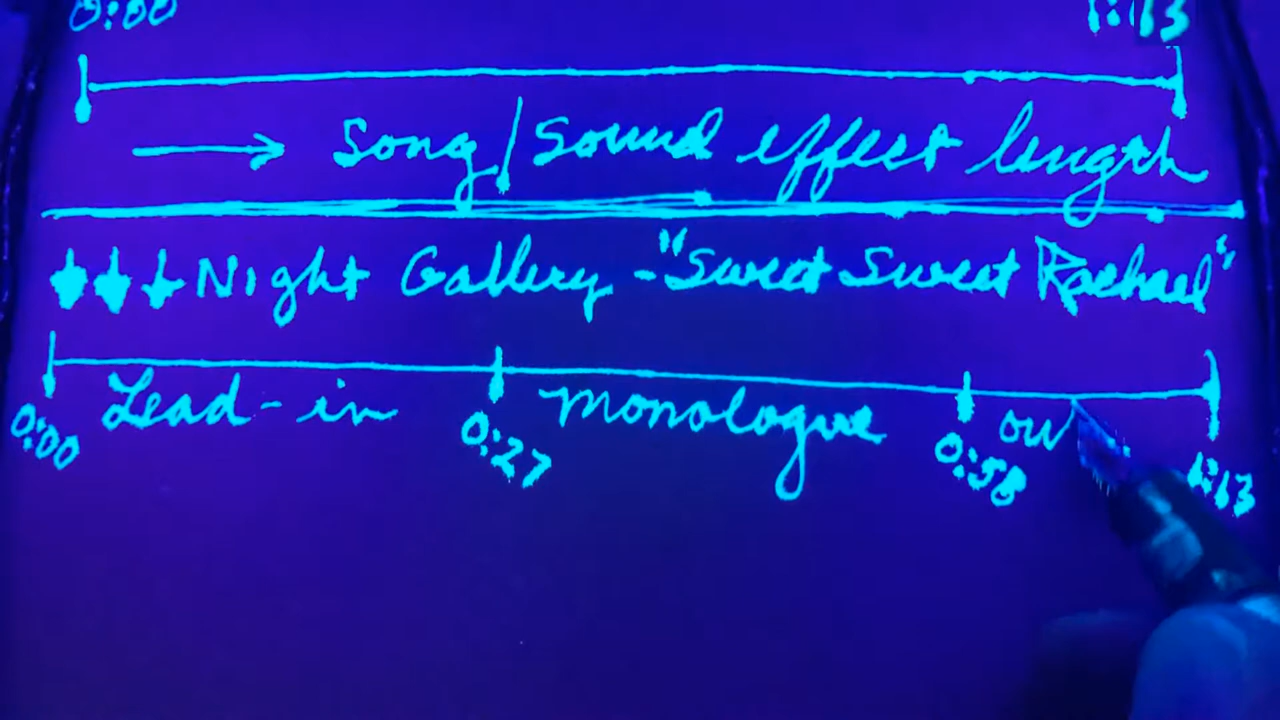 0:00 1:13
→ Song/Sound effect length
↓ ↓ ↓ Night Gallery - "Sweet Sweet Rachael"
Lead-in monologue ou
0:00 0:27 0:58 1:13